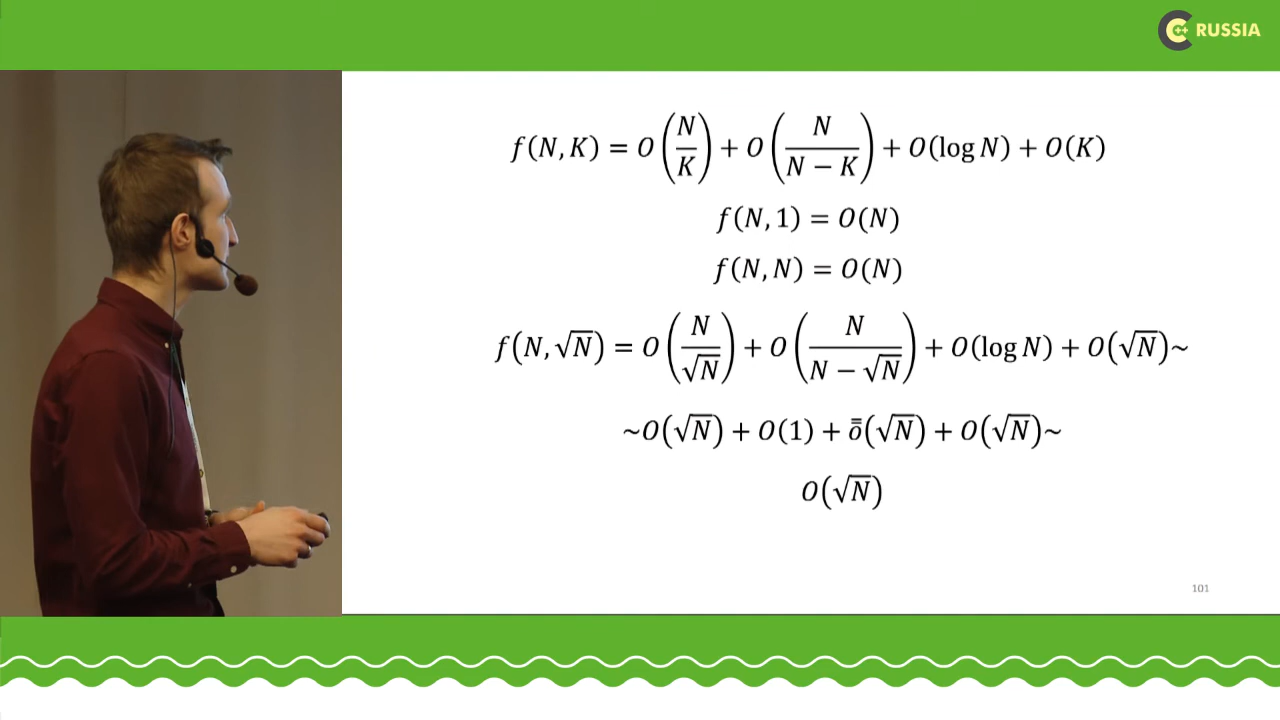 C++ RUSSIA
f(N, K) = O(N/K) + O(N/(N − K)) + O(log N) + O(K)
f(N, 1) = O(N)
f(N, N) = O(N)
f(N, √N) = O(N/√N) + O(N/(N − √N)) + O(log N) + O(√N)~
~O(√N) + O(1) + ō̿(√N) + O(√N)~
O(√N)
101